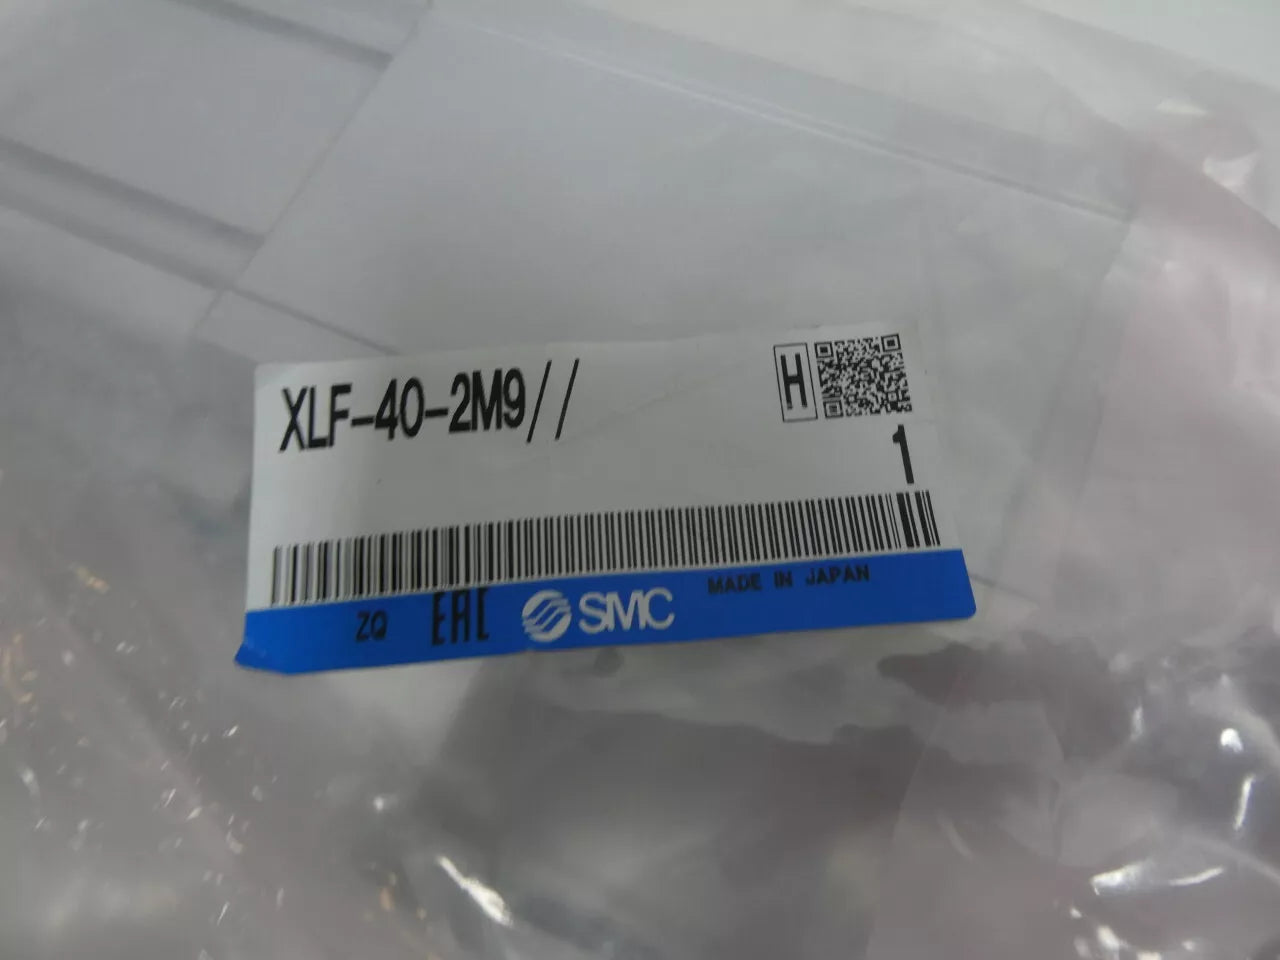 XLF-40-2M9//
H
1
ZQ EAC SMC MADE IN JAPAN